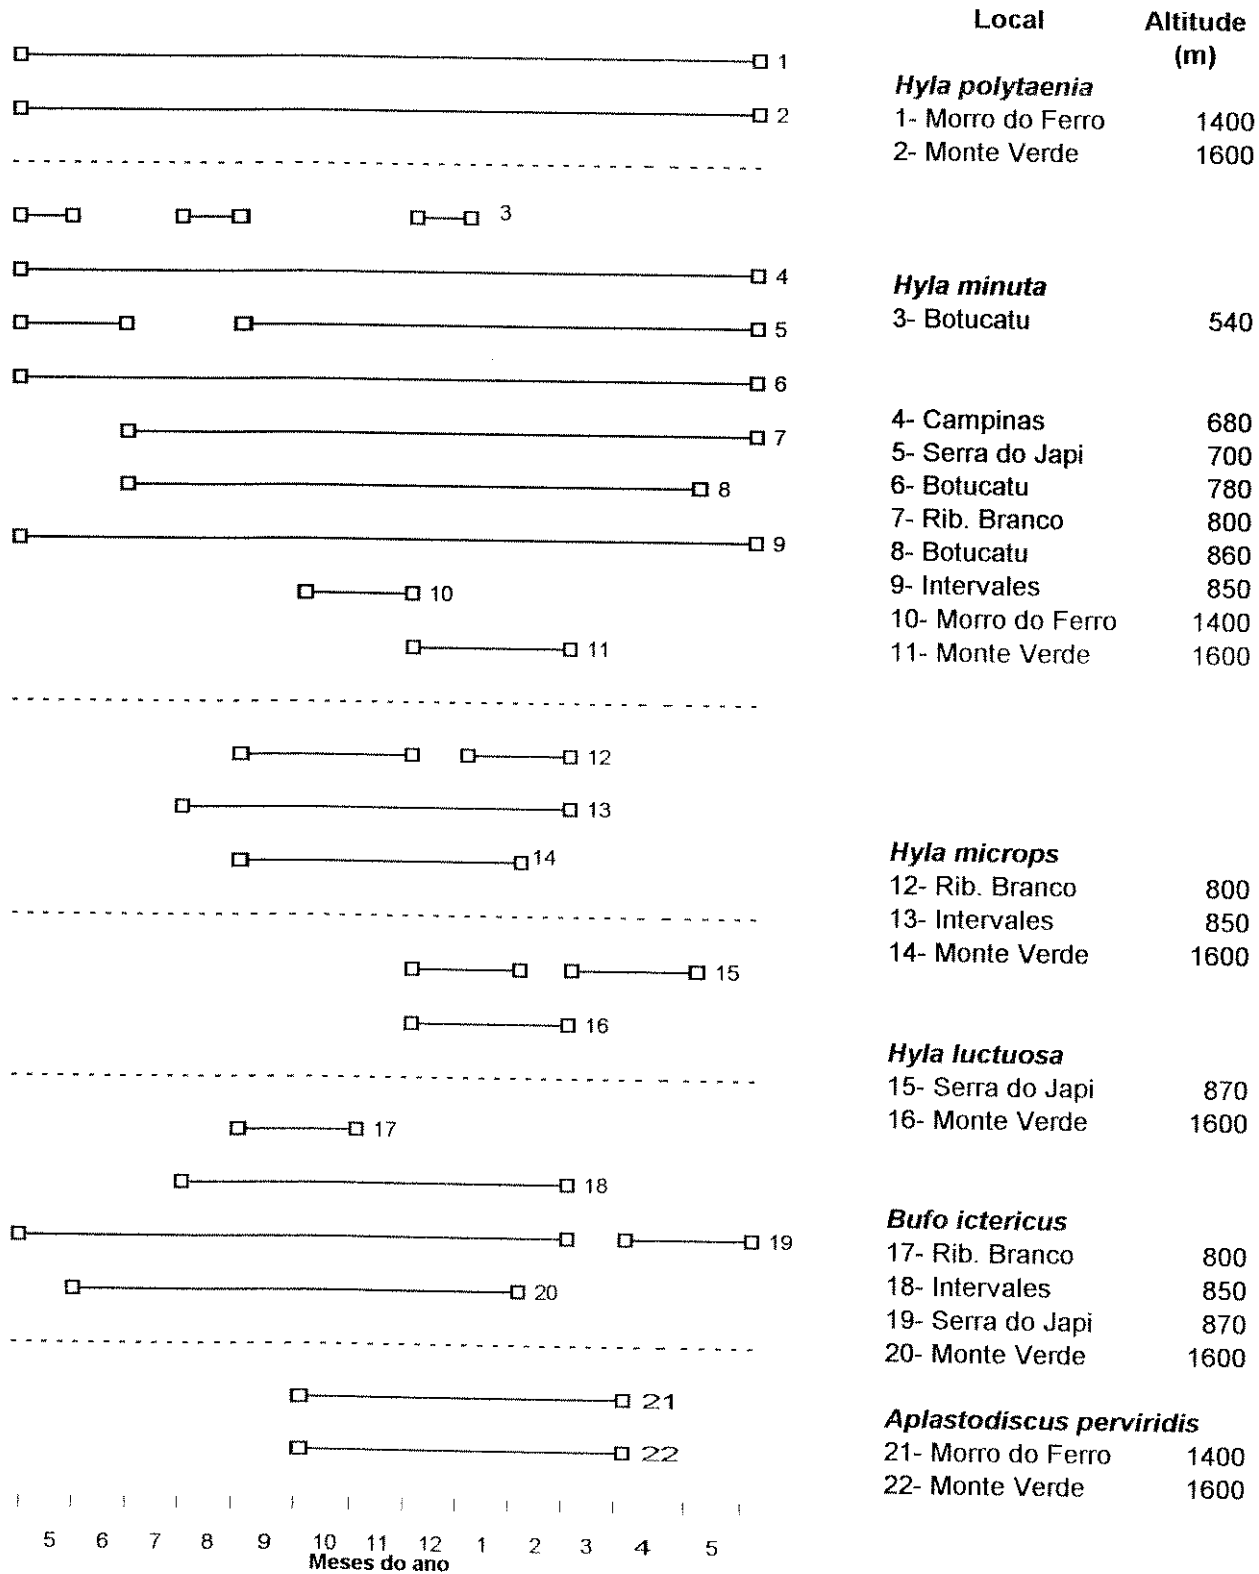 Local Altitude
(m)
1
Hyla polytaenia
1- Morro do Ferro 1400
2
2- Monte Verde 1600
3
4
Hyla minuta
3- Botucatu 540
5
6
4- Campinas 680
7
5- Serra do Japi 700
6- Botucatu 780
8
7- Rib. Branco 800
9
8- Botucatu 860
9- Intervales 850
10
10- Morro do Ferro 1400
11
11- Monte Verde 1600
12
13
14
Hyla microps
12- Rib. Branco 800
13- Intervales 850
14- Monte Verde 1600
15
16
Hyla luctuosa
15- Serra do Japi 870
16- Monte Verde 1600
17
18
Bufo ictericus
19
17- Rib. Branco 800
18- Intervales 850
20
19- Serra do Japi 870
20- Monte Verde 1600
21
Aplastodiscus perviridis
22
21- Morro do Ferro 1400
22- Monte Verde 1600
5 6 7 8 9 10 11 12 1 2 3 4 5
Meses do ano